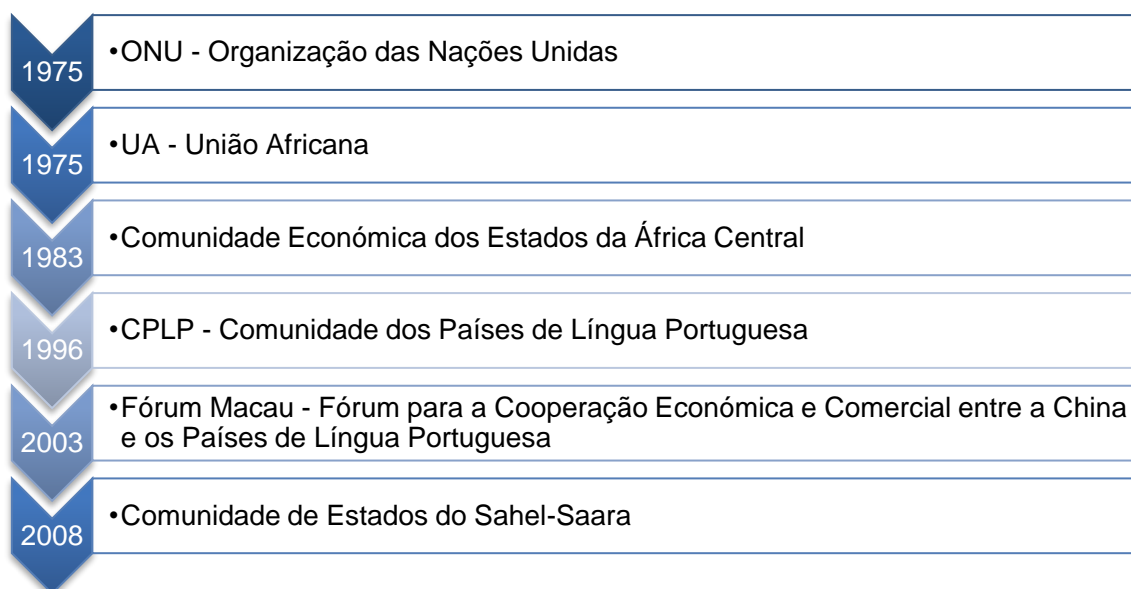 1975
•ONU - Organização das Nações Unidas
1975
•UA - União Africana
1983
•Comunidade Económica dos Estados da África Central
1996
•CPLP - Comunidade dos Países de Língua Portuguesa
2003
•Fórum Macau - Fórum para a Cooperação Económica e Comercial entre a China
e os Países de Língua Portuguesa
2008
•Comunidade de Estados do Sahel-Saara